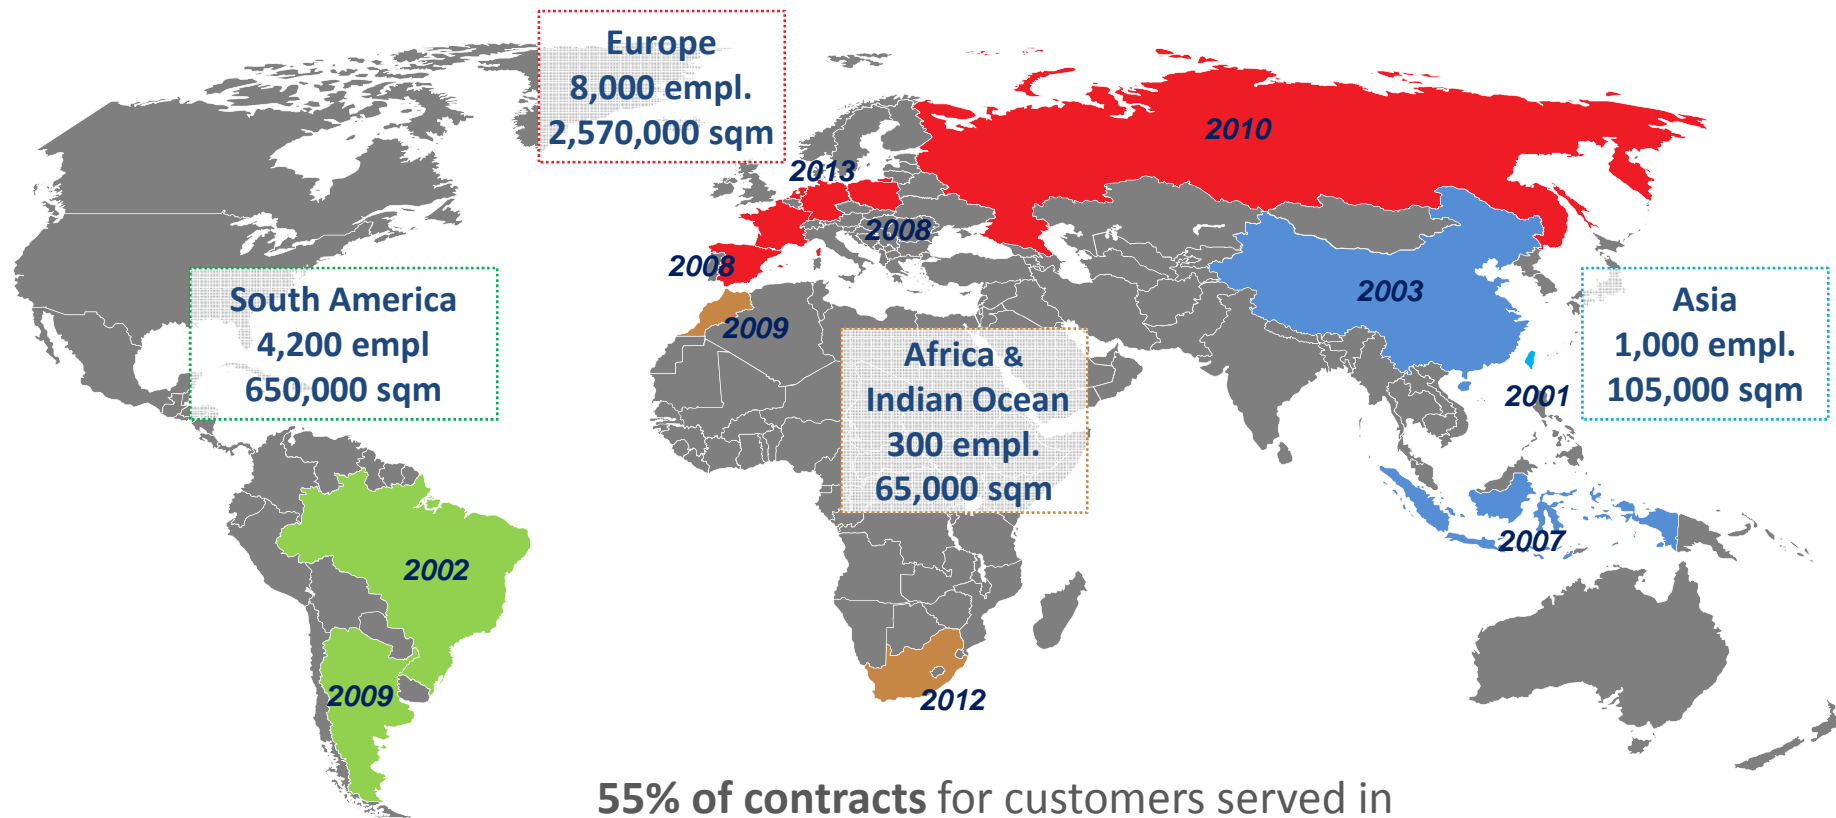 Europe
8,000 empl.
2,570,000 sqm
2010
2013
2008
2008
2003
South America
4,200 empl
650,000 sqm
2009
Africa &
Indian Ocean
300 empl.
65,000 sqm
Asia
1,000 empl.
105,000 sqm
2001
2007
2002
2009
2012
55% of contracts for customers served in